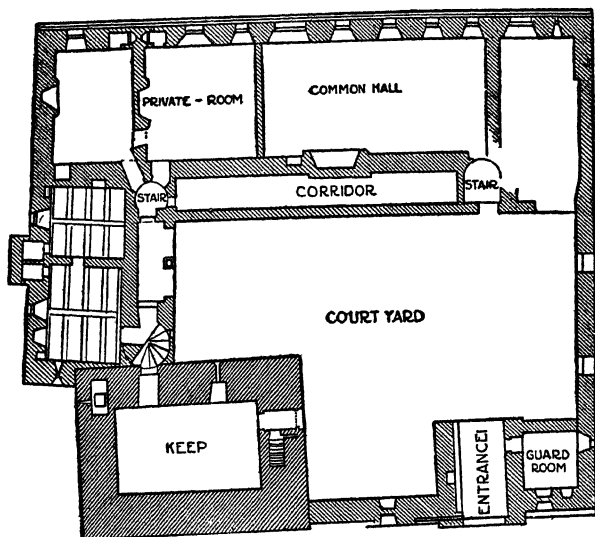 PRIVATE - ROOM
COMMON HALL
STAIR
CORRIDOR
STAIR
COURT YARD
KEEP
ENTRANCE
GUARD
ROOM